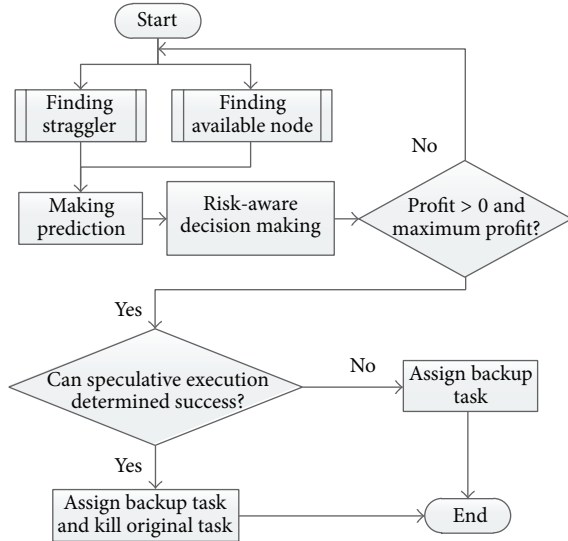 Start
Finding
straggler
Finding
available node
No
Making
prediction
Risk-aware
decision making
Profit > 0 and
maximum profit?
Yes
Can speculative execution
determined success?
No
Assign backup
task
Yes
Assign backup task
and kill original task
End